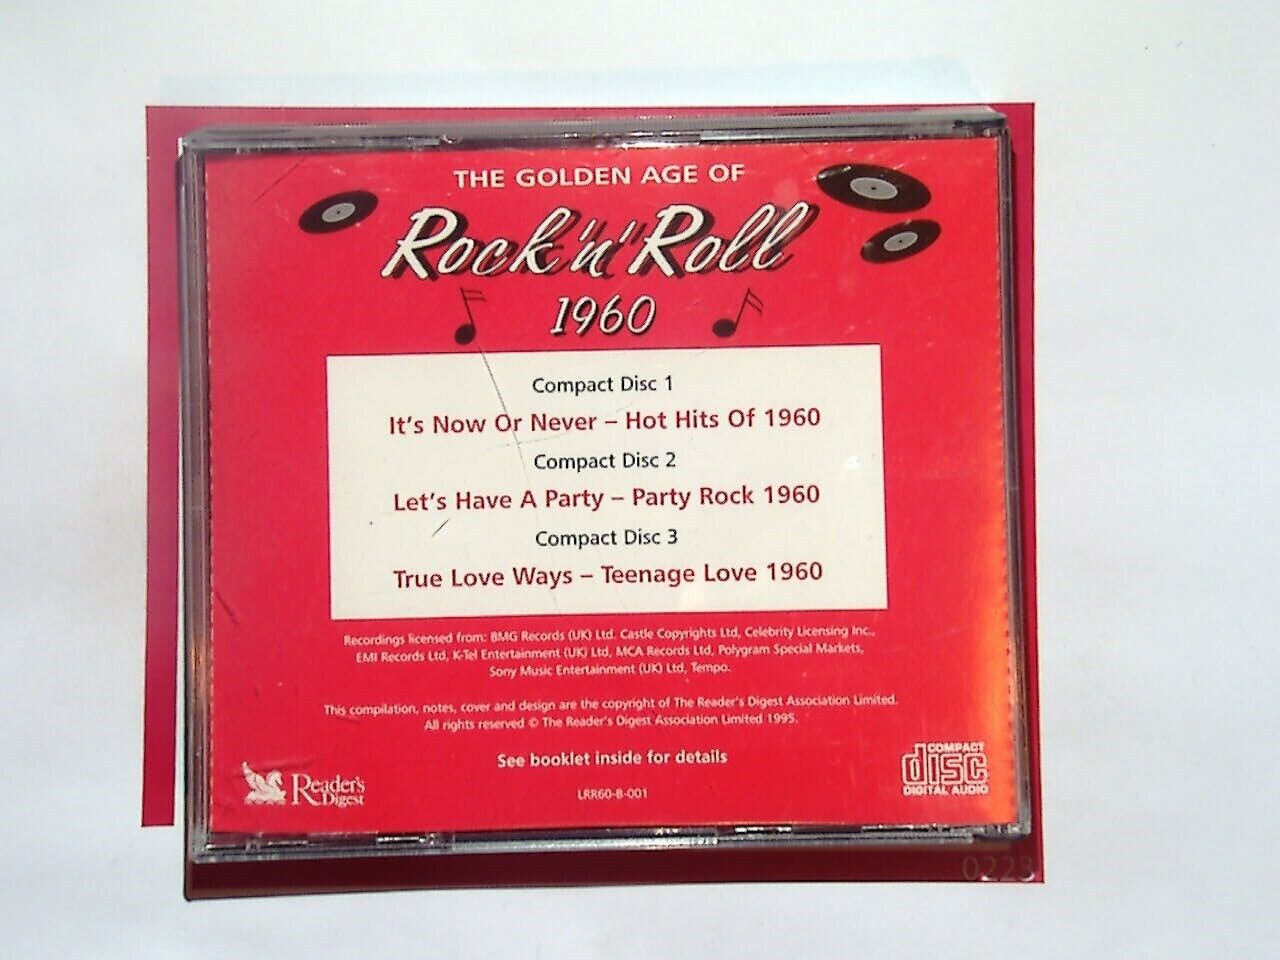 THE GOLDEN AGE OF
Rock 'n' Roll
1960
Compact Disc 1
It's Now Or Never – Hot Hits Of 1960
Compact Disc 2
Let's Have A Party – Party Rock 1960
Compact Disc 3
True Love Ways – Teenage Love 1960
Recordings licensed from: BMG Records (UK) Ltd. Castle Copyrights Ltd, Celebrity Licensing Inc.,
EMI Records Ltd, K-Tel Entertainment (UK) Ltd, MCA Records Ltd, Polygram Special Markets,
Sony Music Entertainment (UK) Ltd, Tempo.
This compilation, notes, cover and design are the copyright of The Reader's Digest Association Limited.
All rights reserved © The Reader's Digest Association Limited 1995.
See booklet inside for details
Reader's
Digest
LRR60-B-001
COMPACT
disc
DIGITAL AUDIO
0223